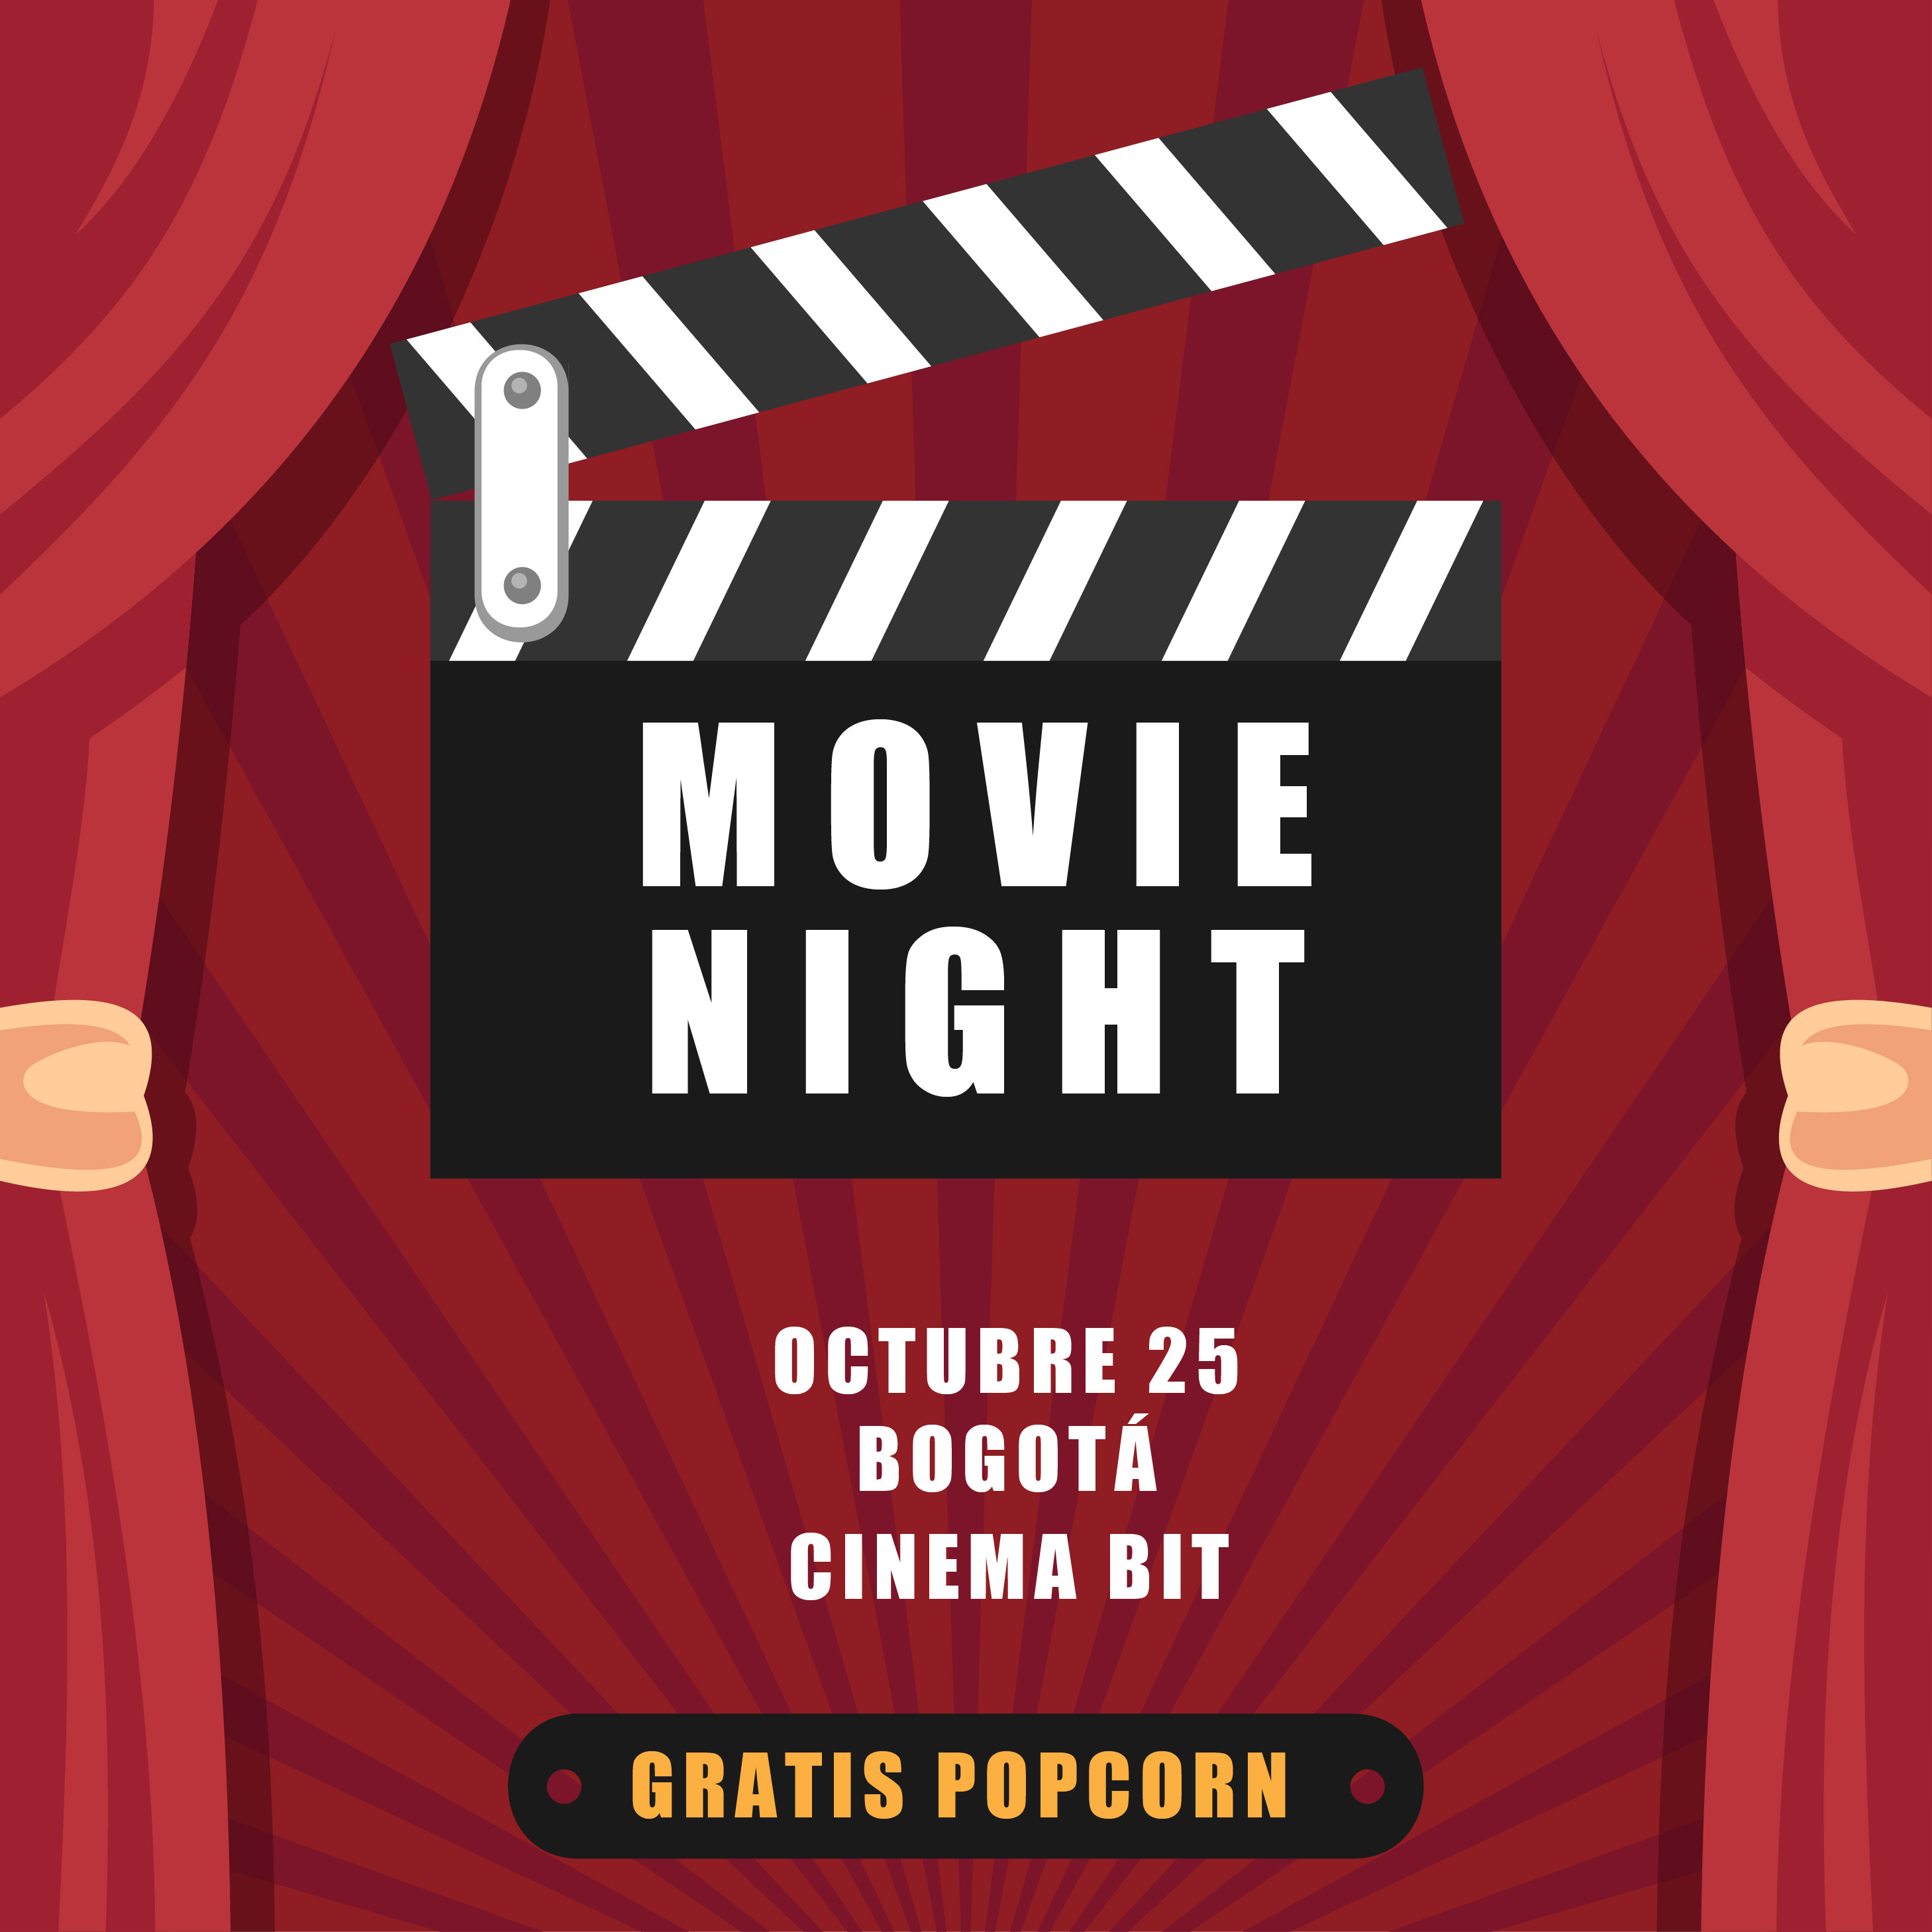 MOVIE
NIGHT
OCTUBRE 25
BOGOTÁ
CINEMA BIT
GRATIS POPCORN